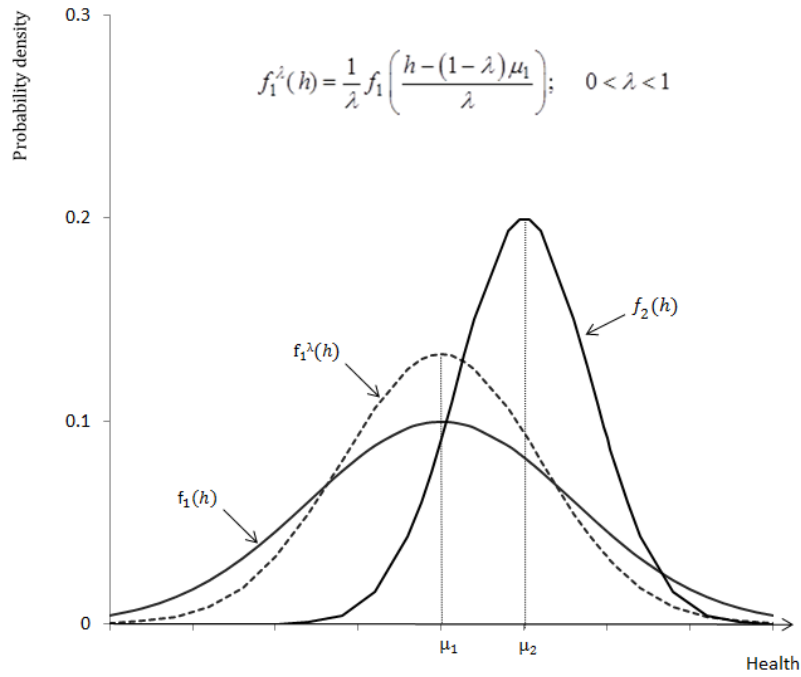 Probability density
0.3
f₁^λ(h) = 1/λ f₁((h−(1−λ)μ₁)/λ); 0<λ<1
0.2
f₂(h)
f₁^λ(h)
0.1
f₁(h)
0
μ₁ μ₂
Health